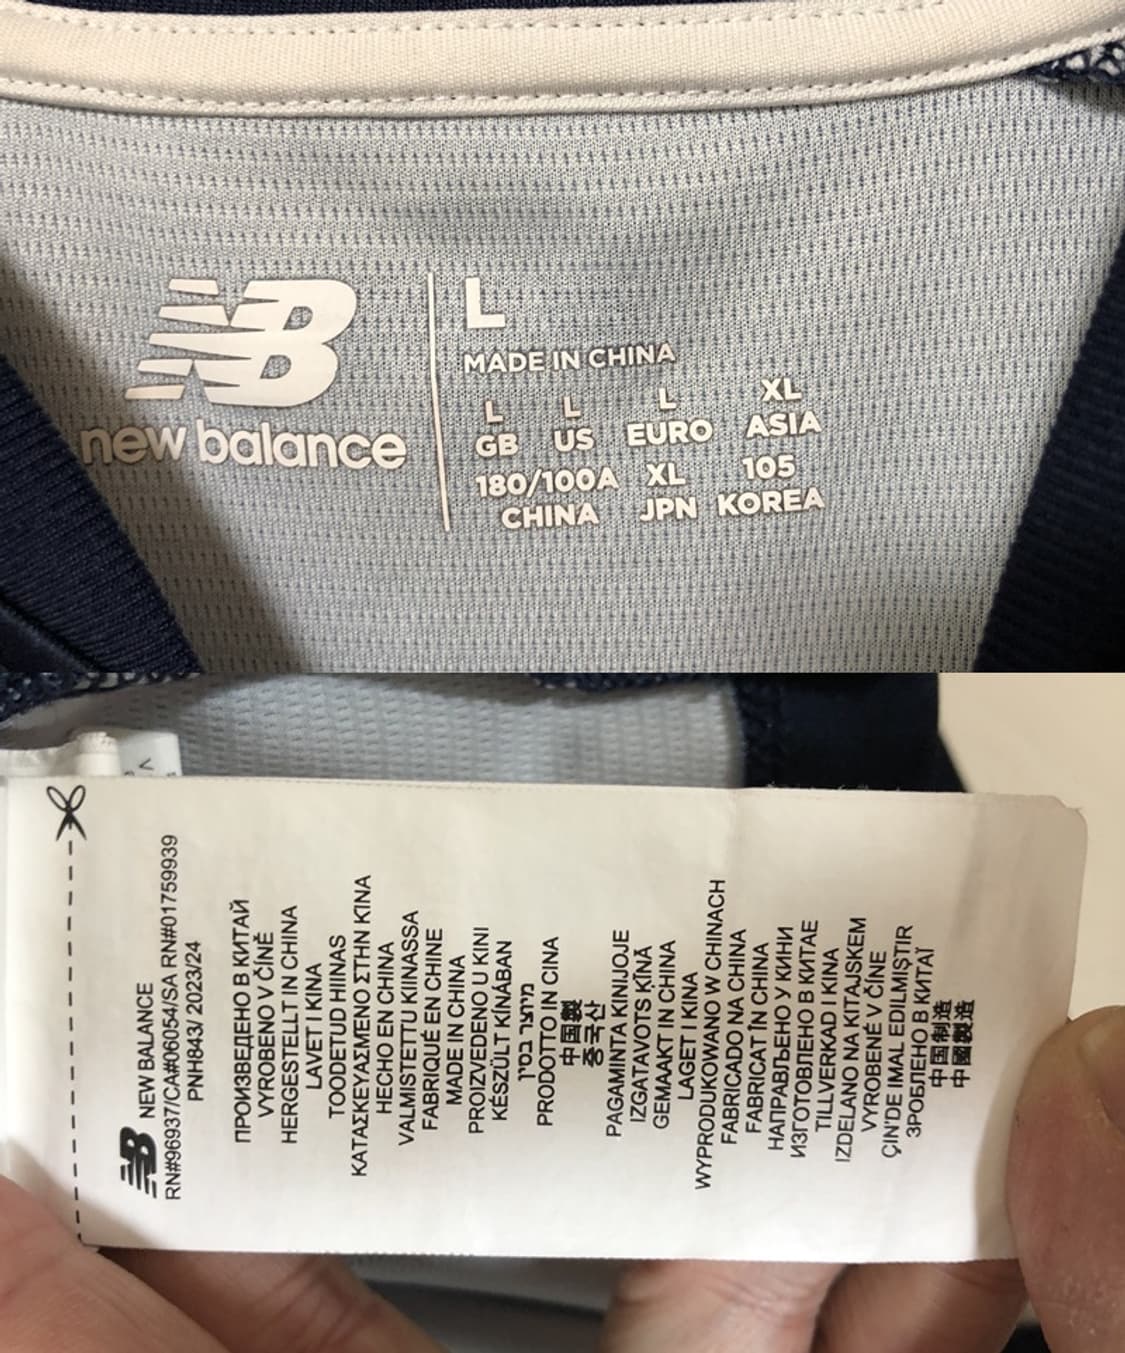 NB
new balance
L
MADE IN CHINA
L L L XL
GB US EURO ASIA
180/100A XL 105
CHINA JPN KOREA
NB NEW BALANCE
RN#96937/CA#06054/SA RN#01759939
PNH843/ 2023/24
ПРОИЗВЕДЕНО В КИТАЙ
VYROBENO V ČÍNĚ
HERGESTELLT IN CHINA
LAVET I KINA
TOODETUD HIINAS
ΚΑΤΑΣΚΕΥΑΣΜΕΝΟ ΣΤΗΝ ΚΙΝΑ
HECHO EN CHINA
VALMISTETTU KIINASSA
FABRIQUÉ EN CHINE
MADE IN CHINA
PROIZVEDENO U KINI
KÉSZÜLT KÍNÁBAN
מיוצר בסין
PRODOTTO IN CINA
中国製
중국산
PAGAMINTA KINIJOJE
IZGATAVOTS ĶĪNĀ
GEMAAKT IN CHINA
LAGET I KINA
WYPRODUKOWANO W CHINACH
FABRICADO NA CHINA
FABRICAT ÎN CHINA
НАПРАВЉЕНО У КИНИ
ИЗГОТОВЛЕНО В КИТАЕ
TILLVERKAD I KINA
IZDELANO NA KITAJSKEM
VYROBENÉ V ČÍNE
ÇİN'DE IMAL EDILMIŞTIR
ЗРОБЛЕНО В КИТАЇ
中国制造
中國製造